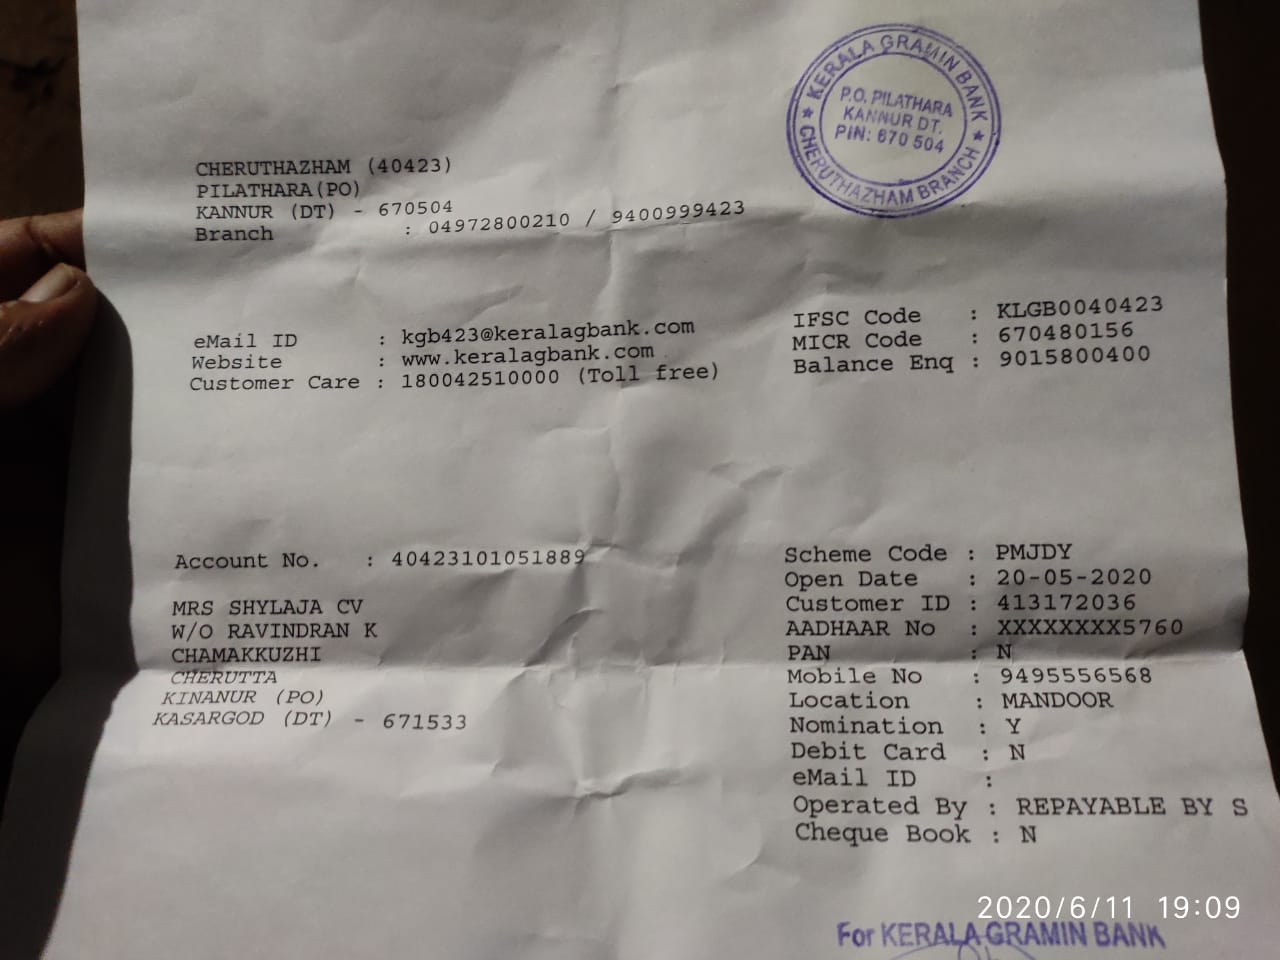 KERALA GRAMIN BANK
P.O. PILATHARA
KANNUR DT.
PIN: 670 504
★ CHERUTHAZHAM BRANCH ★
CHERUTHAZHAM (40423)
PILATHARA(PO)
KANNUR (DT) - 670504
Branch : 04972800210 / 9400999423
eMail ID : kgb423@keralagbank.com
Website : www.keralagbank.com
Customer Care : 180042510000 (Toll free)
IFSC Code : KLGB0040423
MICR Code : 670480156
Balance Enq : 9015800400
Account No. : 40423101051889
MRS SHYLAJA CV
W/O RAVINDRAN K
CHAMAKKUZHI
CHERUTTA
KINANUR (PO)
KASARGOD (DT) - 671533
Scheme Code : PMJDY
Open Date : 20-05-2020
Customer ID : 413172036
AADHAAR No : XXXXXXXX5760
PAN : N
Mobile No : 9495556568
Location : MANDOOR
Nomination : Y
Debit Card : N
eMail ID :
Operated By : REPAYABLE BY S
Cheque Book : N
2020/6/11 19:09
For KERALA GRAMIN BANK